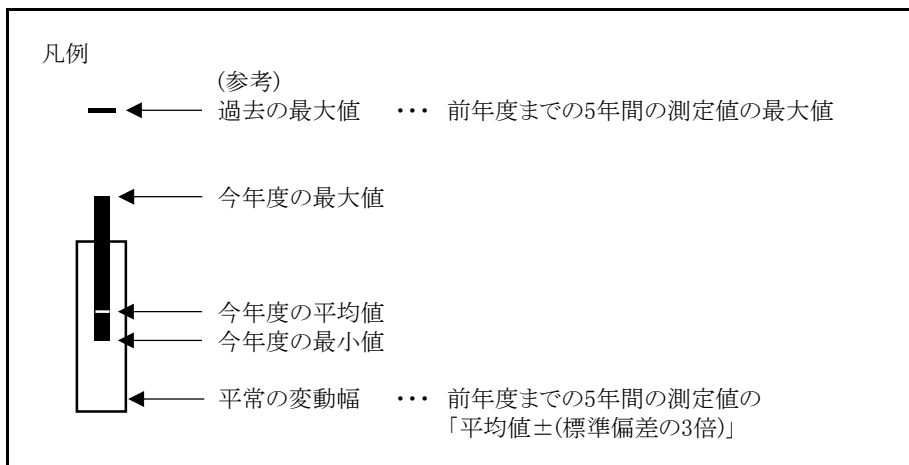 凡例
(参考)
過去の最大値 ・・・ 前年度までの5年間の測定値の最大値
今年度の最大値
今年度の平均値
今年度の最小値
平常の変動幅 ・・・ 前年度までの5年間の測定値の
「平均値±(標準偏差の3倍)」